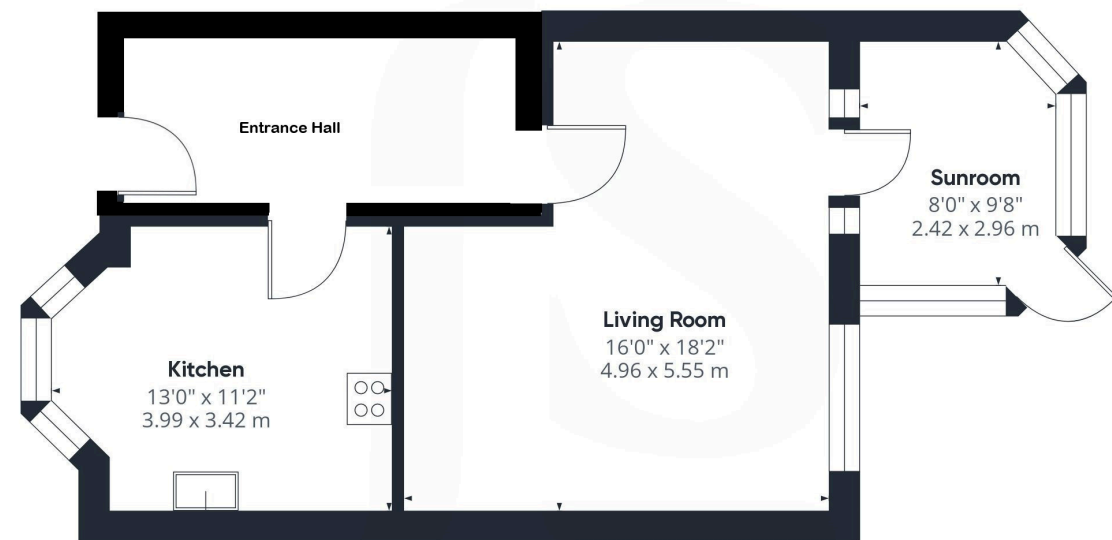 Entrance Hall
Sunroom
8'0" x 9'8"
2.42 x 2.96 m
Living Room
16'0" x 18'2"
4.96 x 5.55 m
Kitchen
13'0" x 11'2"
3.99 x 3.42 m